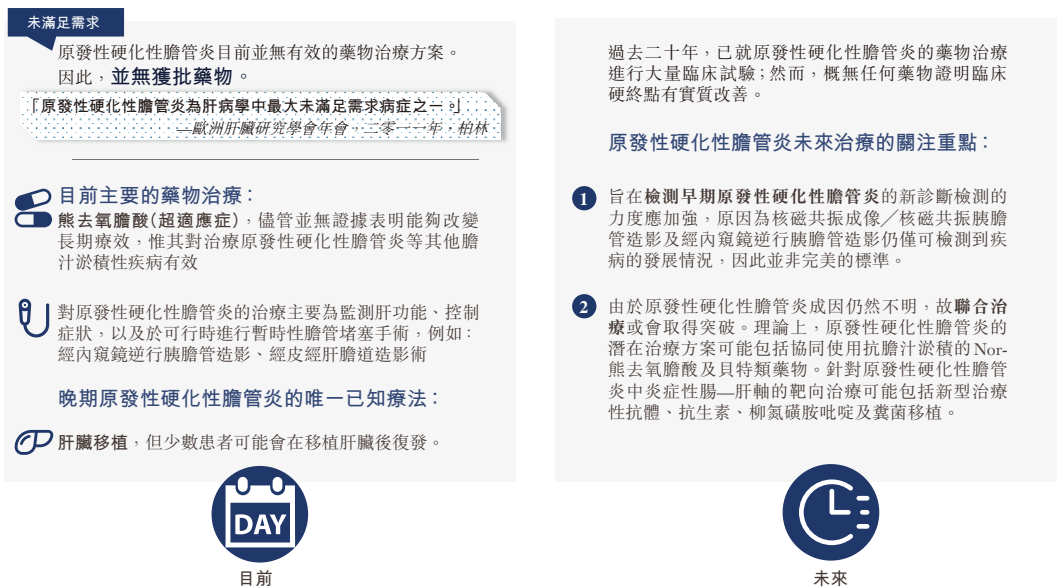 未滿足需求
原發性硬化性膽管炎目前並無有效的藥物治療方案。
因此，並無獲批藥物。
「原發性硬化性膽管炎為肝病學中最大未滿足需求病症之一。」
—歐洲肝臟研究學會年會，二零一一年，柏林
目前主要的藥物治療：
熊去氧膽酸(超適應症)，儘管並無證據表明能夠改變
長期療效，惟其對治療原發性硬化性膽管炎等其他膽
汁淤積性疾病有效
對原發性硬化性膽管炎的治療主要為監測肝功能、控制
症狀，以及於可行時進行暫時性膽管堵塞手術，例如：
經內窺鏡逆行胰膽管造影、經皮經肝膽道造影術
晚期原發性硬化性膽管炎的唯一已知療法：
肝臟移植，但少數患者可能會在移植肝臟後復發。
DAY
目前
過去二十年，已就原發性硬化性膽管炎的藥物治療
進行大量臨床試驗；然而，概無任何藥物證明臨床
硬終點有實質改善。
原發性硬化性膽管炎未來治療的關注重點：
1 旨在檢測早期原發性硬化性膽管炎的新診斷檢測的
力度應加強，原因為核磁共振成像／核磁共振胰膽
管造影及經內窺鏡逆行胰膽管造影仍僅可檢測到疾
病的發展情況，因此並非完美的標準。
2 由於原發性硬化性膽管炎成因仍然不明，故聯合治
療或會取得突破。理論上，原發性硬化性膽管炎的
潛在治療方案可能包括協同使用抗膽汁淤積的Nor-
熊去氧膽酸及貝特類藥物。針對原發性硬化性膽管
炎中炎症性腸—肝軸的靶向治療可能包括新型治療
性抗體、抗生素、柳氮磺胺吡啶及糞菌移植。
未來